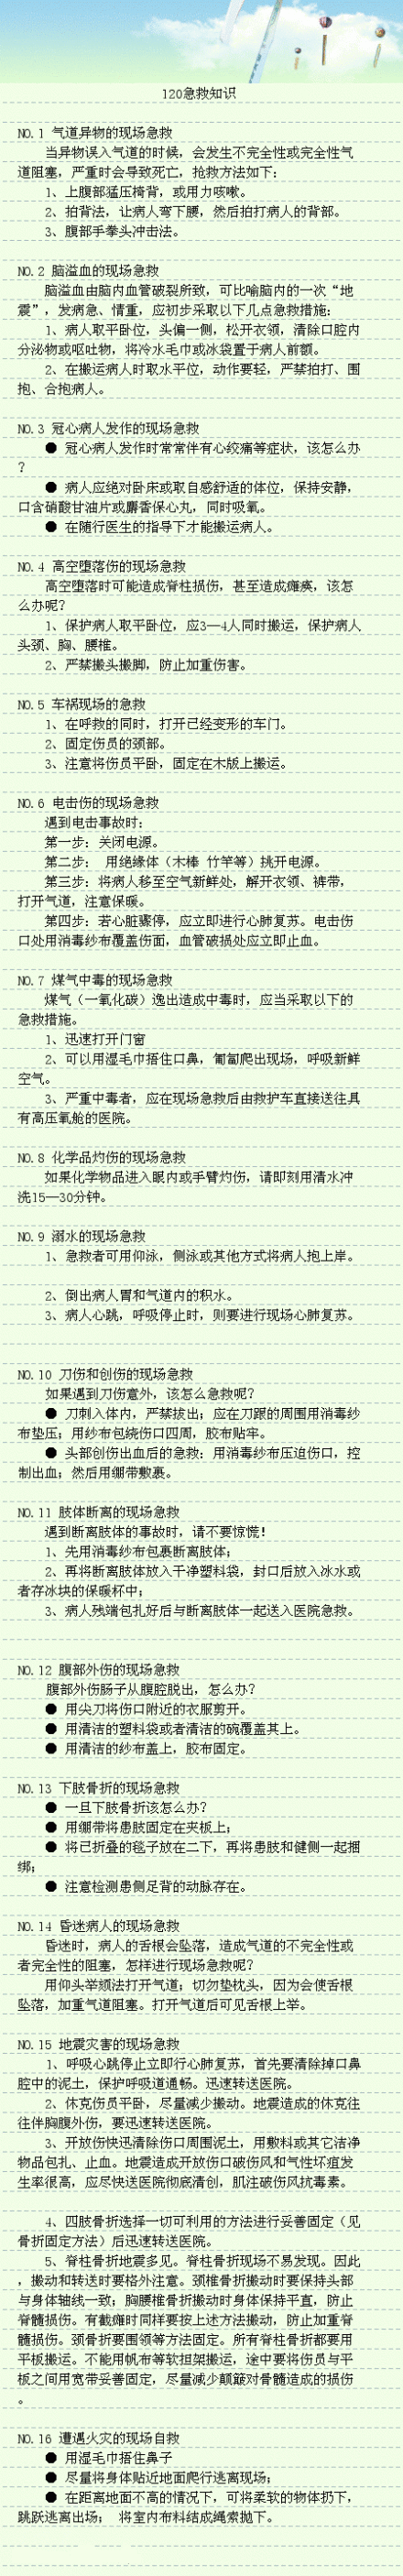 120急救知识
NO.1 气道异物的现场急救
当异物误入气道的时候，会发生不完全性或完全性气
道阻塞，严重时会导致死亡，抢救方法如下：
1、上腹部猛压椅背，或用力咳嗽。
2、拍背法，让病人弯下腰，然后拍打病人的背部。
3、腹部手拳头冲击法。
NO.2 脑溢血的现场急救
脑溢血由脑内血管破裂所致，可比喻脑内的一次“地
震”，发病急、情重，应初步采取以下几点急救措施：
1、病人取平卧位，头偏一侧，松开衣领，清除口腔内
分泌物或呕吐物，将冷水毛巾或冰袋置于病人前额。
2、在搬运病人时取水平位，动作要轻，严禁拍打、围
抱、合抱病人。
NO.3 冠心病人发作的现场急救
● 冠心病人发作时常常伴有心绞痛等症状，该怎么办
？
● 病人应绝对卧床或取自感舒适的体位，保持安静，
口含硝酸甘油片或麝香保心丸，同时吸氧。
● 在随行医生的指导下才能搬运病人。
NO.4 高空堕落伤的现场急救
高空堕落时可能造成脊柱损伤，甚至造成瘫痪，该怎
么办呢？
1、保护病人取平卧位，应3—4人同时搬运，保护病人
头颈、胸、腰椎。
2、严禁搬头搬脚，防止加重伤害。
NO.5 车祸现场的急救
1、在呼救的同时，打开已经变形的车门。
2、固定伤员的颈部。
3、注意将伤员平卧，固定在木版上搬运。
NO.6 电击伤的现场急救
遇到电击事故时：
第一步：关闭电源。
第二步： 用绝缘体（木棒 竹竿等）挑开电源。
第三步：将病人移至空气新鲜处，解开衣领、裤带，
打开气道，注意保暖。
第四步：若心脏骤停，应立即进行心肺复苏。电击伤
口处用消毒纱布覆盖伤面，血管破损处应立即止血。
NO.7 煤气中毒的现场急救
煤气（一氧化碳）逸出造成中毒时，应当采取以下的
急救措施。
1、迅速打开门窗
2、可以用湿毛巾捂住口鼻，匍匐爬出现场，呼吸新鲜
空气。
3、严重中毒者，应在现场急救后由救护车直接送往具
有高压氧舱的医院。
NO.8 化学品灼伤的现场急救
如果化学物品进入眼内或手臂灼伤，请即刻用清水冲
洗15—30分钟。
NO.9 溺水的现场急救
1、急救者可用仰泳，侧泳或其他方式将病人抱上岸。
2、倒出病人胃和气道内的积水。
3、病人心跳，呼吸停止时，则要进行现场心肺复苏。
NO.10 刀伤和创伤的现场急救
如果遇到刀伤意外，该怎么急救呢？
● 刀刺入体内，严禁拔出；应在刀跟的周围用消毒纱
布垫压；用纱布包绕伤口四周，胶布贴牢。
● 头部创伤出血后的急救：用消毒纱布压迫伤口，控
制出血；然后用绷带敷裹。
NO.11 肢体断离的现场急救
遇到断离肢体的事故时，请不要惊慌！
1、先用消毒纱布包裹断离肢体；
2、再将断离肢体放入干净塑料袋，封口后放入冰水或
者存冰块的保暖杯中；
3、病人残端包扎好后与断离肢体一起送入医院急救。
NO.12 腹部外伤的现场急救
腹部外伤肠子从腹腔脱出，怎么办？
● 用尖刀将伤口附近的衣服剪开。
● 用清洁的塑料袋或者清洁的碗覆盖其上。
● 用清洁的纱布盖上，胶布固定。
NO.13 下肢骨折的现场急救
● 一旦下肢骨折该怎么办？
● 用绷带将患肢固定在夹板上；
● 将已折叠的毯子放在二下，再将患肢和健侧一起捆
绑；
● 注意检测患侧足背的动脉存在。
NO.14 昏迷病人的现场急救
昏迷时，病人的舌根会坠落，造成气道的不完全性或
者完全性的阻塞，怎样进行现场急救呢？
用仰头举颏法打开气道；切勿垫枕头，因为会使舌根
坠落，加重气道阻塞。打开气道后可见舌根上举。
NO.15 地震灾害的现场急救
1、呼吸心跳停止立即行心肺复苏，首先要清除掉口鼻
腔中的泥土，保护呼吸道通畅。迅速转送医院。
2、休克伤员平卧，尽量减少搬动。地震造成的休克往
往伴胸腹外伤，要迅速转送医院。
3、开放伤快迅清除伤口周围泥土，用敷料或其它洁净
物品包扎、止血。地震造成开放伤口破伤风和气性坏疽发
生率很高，应尽快送医院彻底清创，肌注破伤风抗毒素。
4、四肢骨折选择一切可利用的方法进行妥善固定（见
骨折固定方法）后迅速转送医院。
5、脊柱骨折地震多见。脊柱骨折现场不易发现。因此
，搬动和转送时要格外注意。颈椎骨折搬动时要保持头部
与身体轴线一致；胸腰椎骨折搬动时身体保持平直，防止
脊髓损伤。有截瘫时同样要按上述方法搬动，防止加重脊
髓损伤。颈骨折要围领等方法固定。所有脊柱骨折都要用
平板搬运。不能用帆布等软担架搬运，途中要将伤员与平
板之间用宽带妥善固定，尽量减少颠簸对骨髓造成的损伤
。
NO.16 遭遇火灾的现场自救
● 用湿毛巾捂住鼻子
● 尽量将身体贴近地面爬行逃离现场；
● 在距离地面不高的情况下，可将柔软的物体扔下，
跳跃逃离出场； 将室内布料结成绳索抛下。